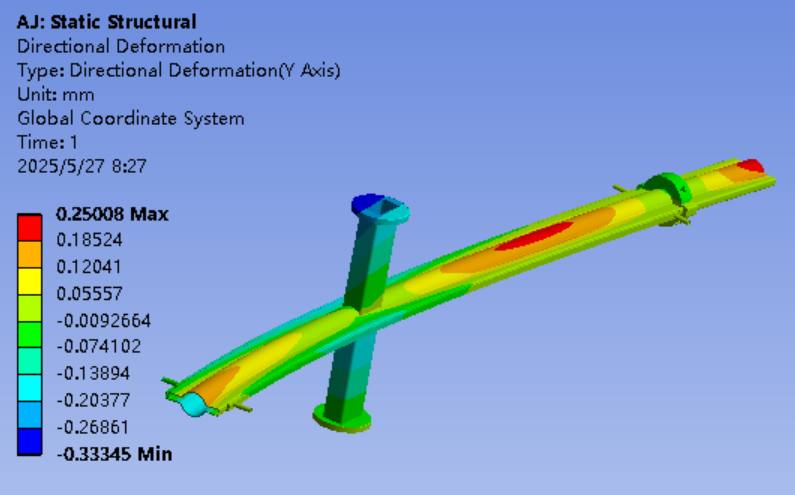 AJ: Static Structural
Directional Deformation
Type: Directional Deformation(Y Axis)
Unit: mm
Global Coordinate System
Time: 1
2025/5/27 8:27
0.25008 Max
0.18524
0.12041
0.05557
-0.0092664
-0.074102
-0.13894
-0.20377
-0.26861
-0.33345 Min